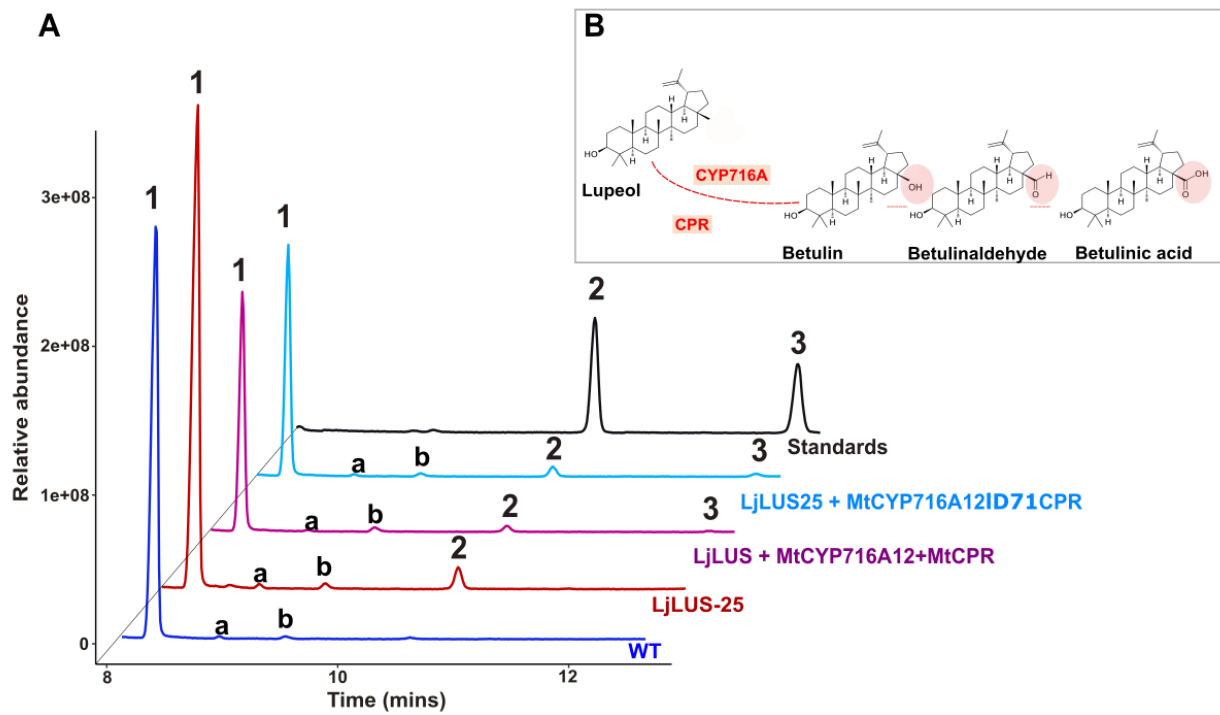 A
B
Relative abundance
3e+08
2e+08
1e+08
0
8
10
12
Time (mins)
1
1
1
1
2
3
Standards
a
b
2
3
LjLUS25 + MtCYP716A12ID71CPR
a
b
2
3
LjLUS + MtCYP716A12+MtCPR
a
b
2
LjLUS-25
a
b
WT
H
H
H
HO
Lupeol
CYP716A
CPR
H
H
OH
H
HO
Betulin
H
H
H
O
H
HO
Betulinaldehyde
H
H
OH
O
H
HO
Betulinic acid